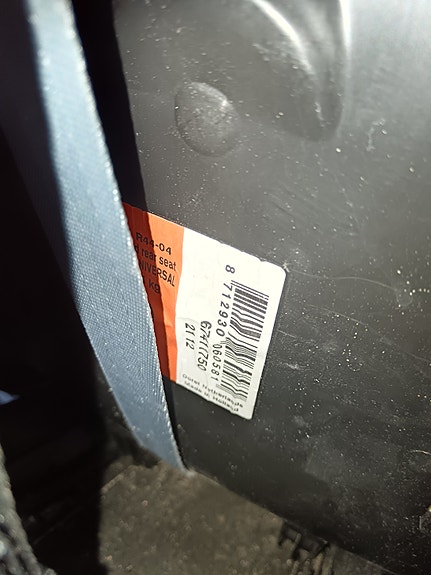 R44-04
rear seat
UNIVERSAL
kg
8 712930 060581
67411750
2112
Dorel Netherlands
Made in Holland